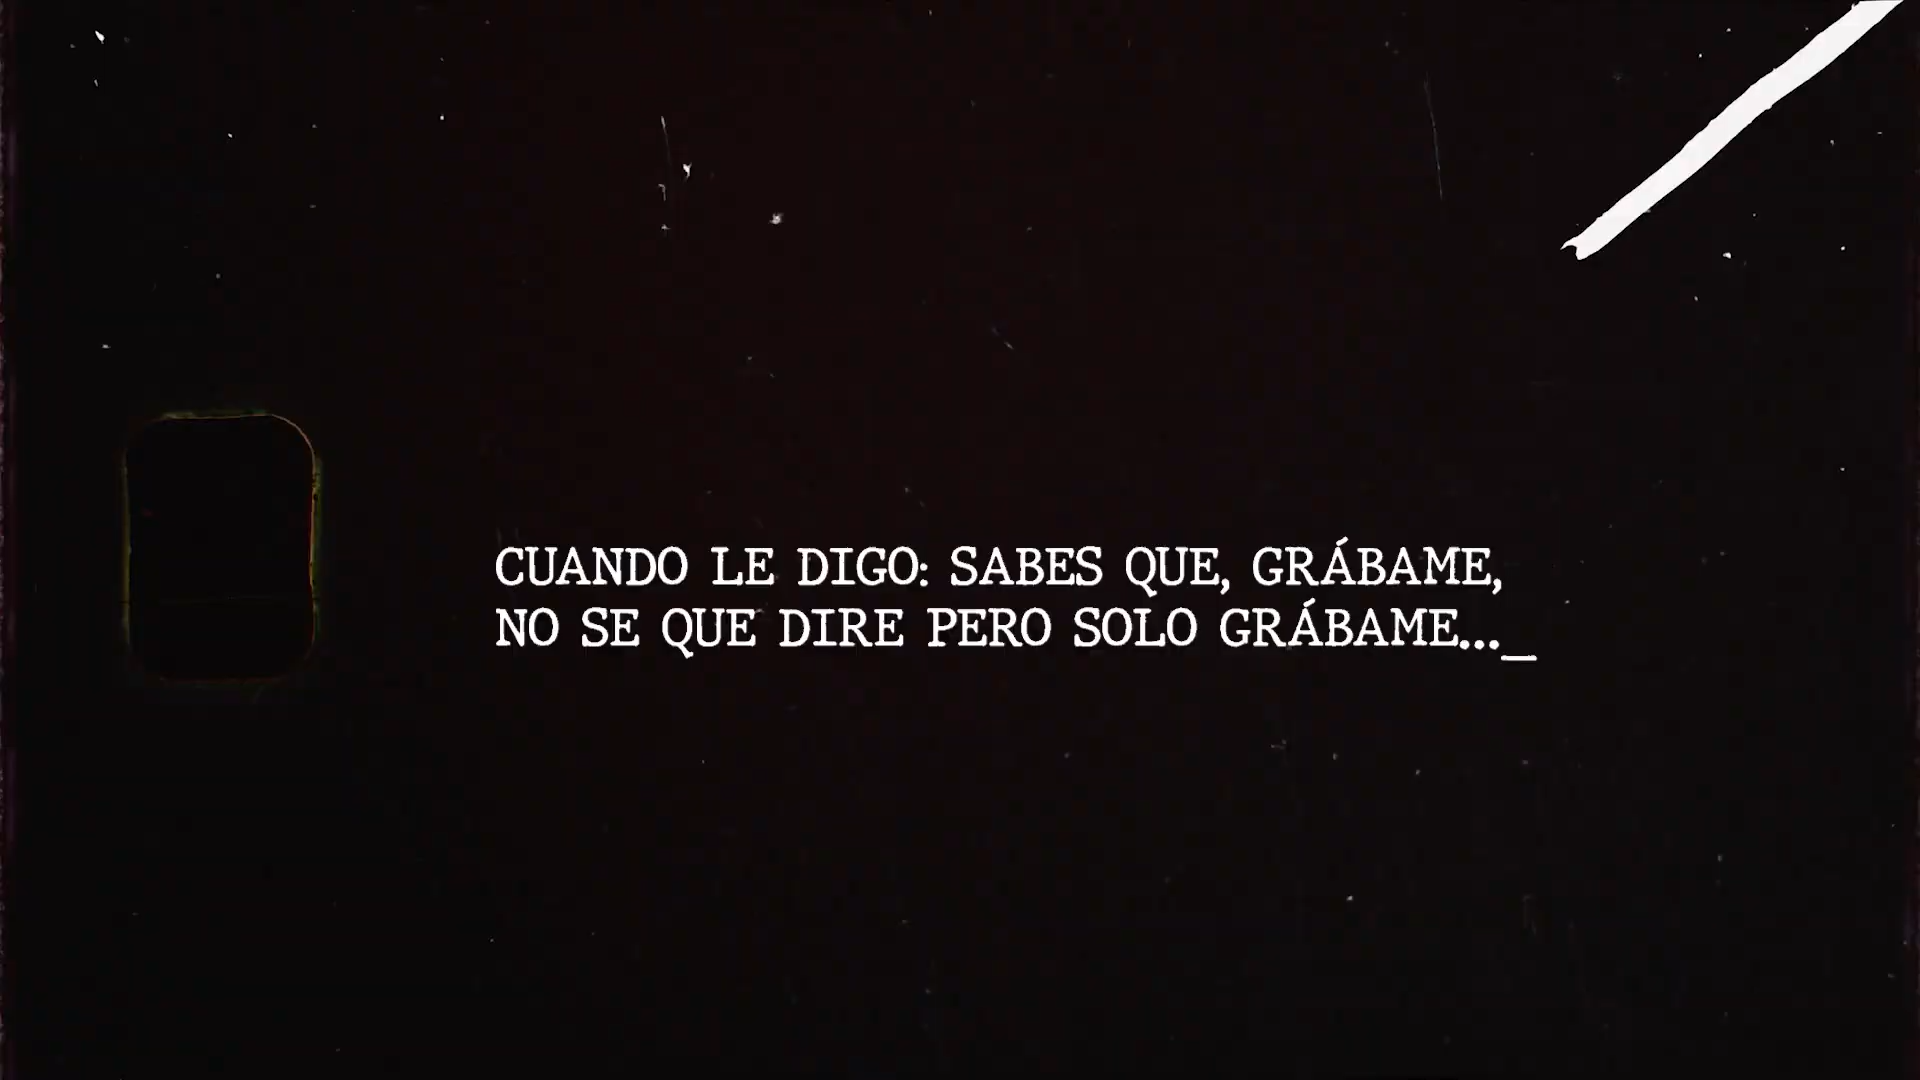 CUANDO LE DIGO: SABES QUE, GRÁBAME,
NO SE QUE DIRE PERO SOLO GRÁBAME..._